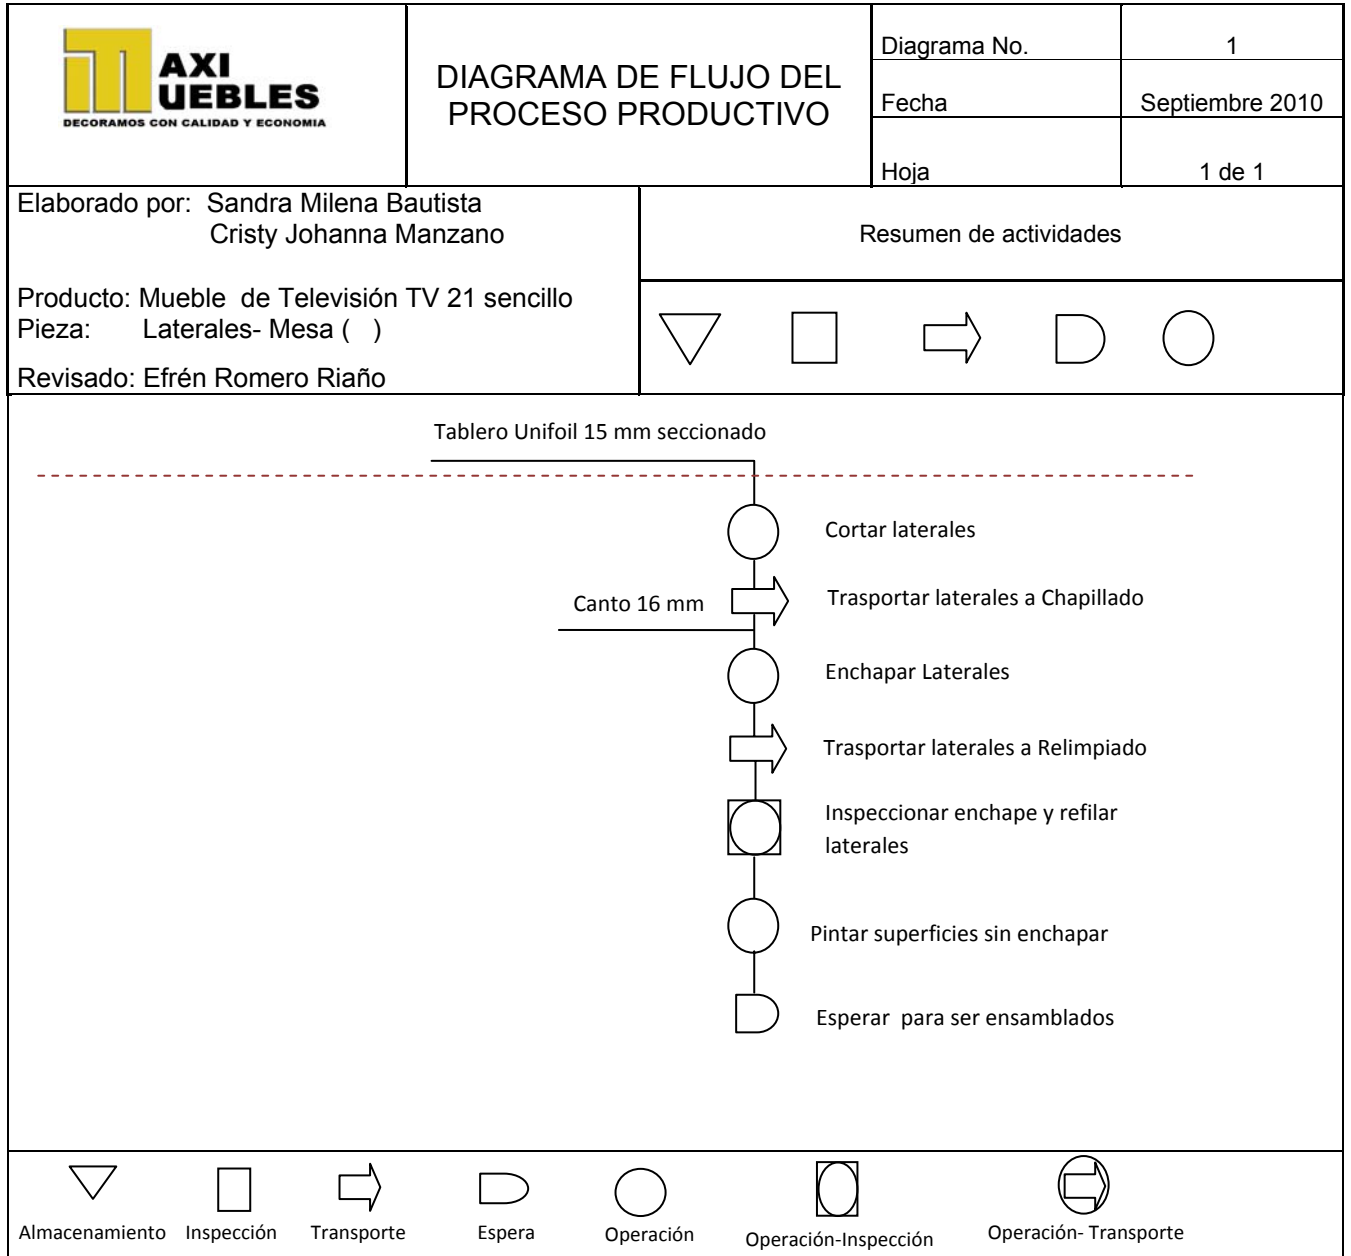 MAXI
MUEBLES
DECORAMOS CON CALIDAD Y ECONOMIA
DIAGRAMA DE FLUJO DEL
PROCESO PRODUCTIVO
Diagrama No. 1
Fecha Septiembre 2010
Hoja 1 de 1
Elaborado por: Sandra Milena Bautista
Cristy Johanna Manzano
Producto: Mueble de Televisión TV 21 sencillo
Pieza: Laterales- Mesa ( )
Revisado: Efrén Romero Riaño
Resumen de actividades
Tablero Unifoil 15 mm seccionado
Cortar laterales
Trasportar laterales a Chapillado
Canto 16 mm
Enchapar Laterales
Trasportar laterales a Relimpiado
Inspeccionar enchape y refilar
laterales
Pintar superficies sin enchapar
Esperar para ser ensamblados
Almacenamiento Inspección Transporte Espera Operación Operación-Inspección Operación- Transporte